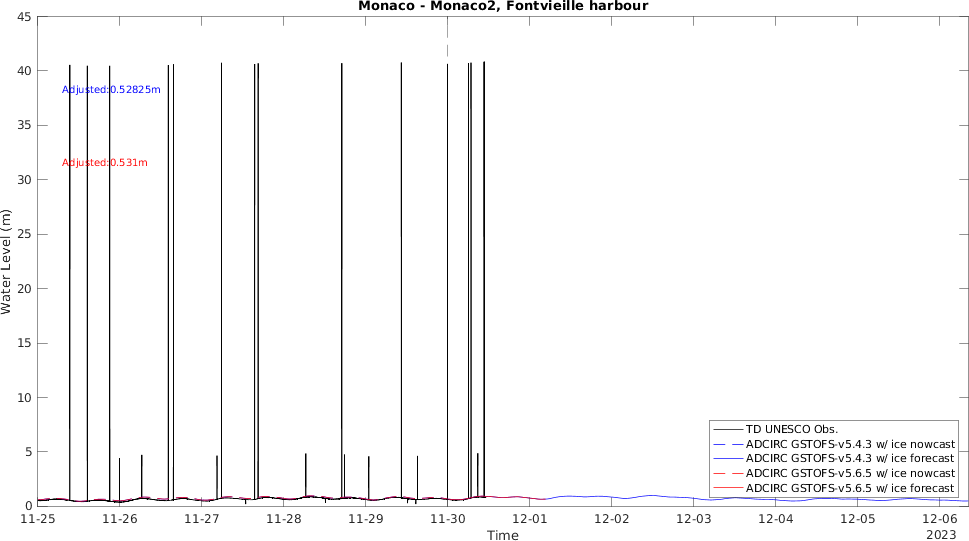 Monaco - Monaco2, Fontvieille harbour
45
40
35
30
25
20
15
10
5
0
Water Level (m)
Adjusted:0.52825m
Adjusted:0.531m
TD UNESCO Obs.
ADCIRC GSTOFS-v5.4.3 w/ ice nowcast
ADCIRC GSTOFS-v5.4.3 w/ ice forecast
ADCIRC GSTOFS-v5.6.5 w/ ice nowcast
ADCIRC GSTOFS-v5.6.5 w/ ice forecast
11-25 11-26 11-27 11-28 11-29 11-30 12-01 12-02 12-03 12-04 12-05 12-06
2023
Time